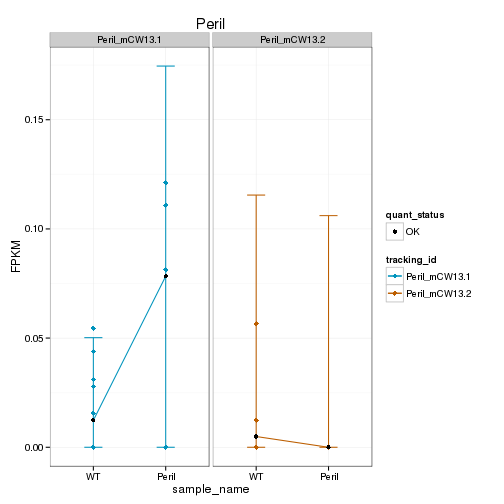 Peril
Peril_mCW13.1 Peril_mCW13.2
0.15
0.10
0.05
0.00
FPKM
WT Peril WT Peril
sample_name
quant_status
OK
tracking_id
Peril_mCW13.1
Peril_mCW13.2